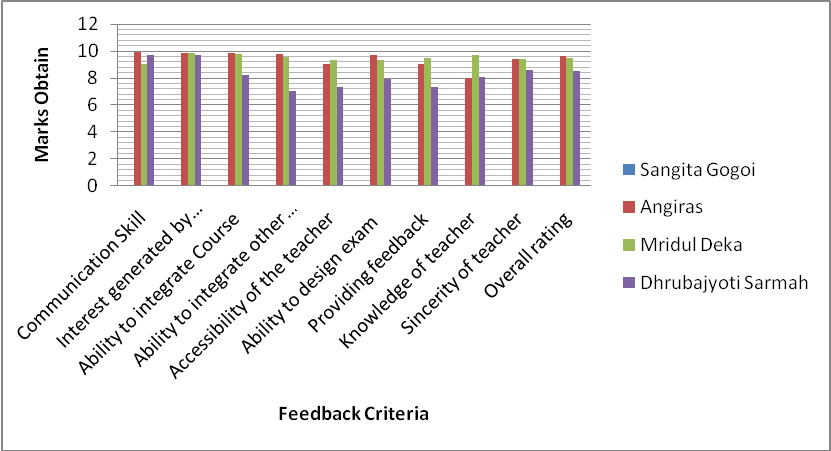 Marks Obtain
12
10
8
6
4
2
0
Communication Skill
Interest generated by...
Ability to integrate Course
Ability to integrate other ...
Accessibility of the teacher
Ability to design exam
Providing feedback
Knowledge of teacher
Sincerity of teacher
Overall rating
Feedback Criteria
Sangita Gogoi
Angiras
Mridul Deka
Dhrubajyoti Sarmah